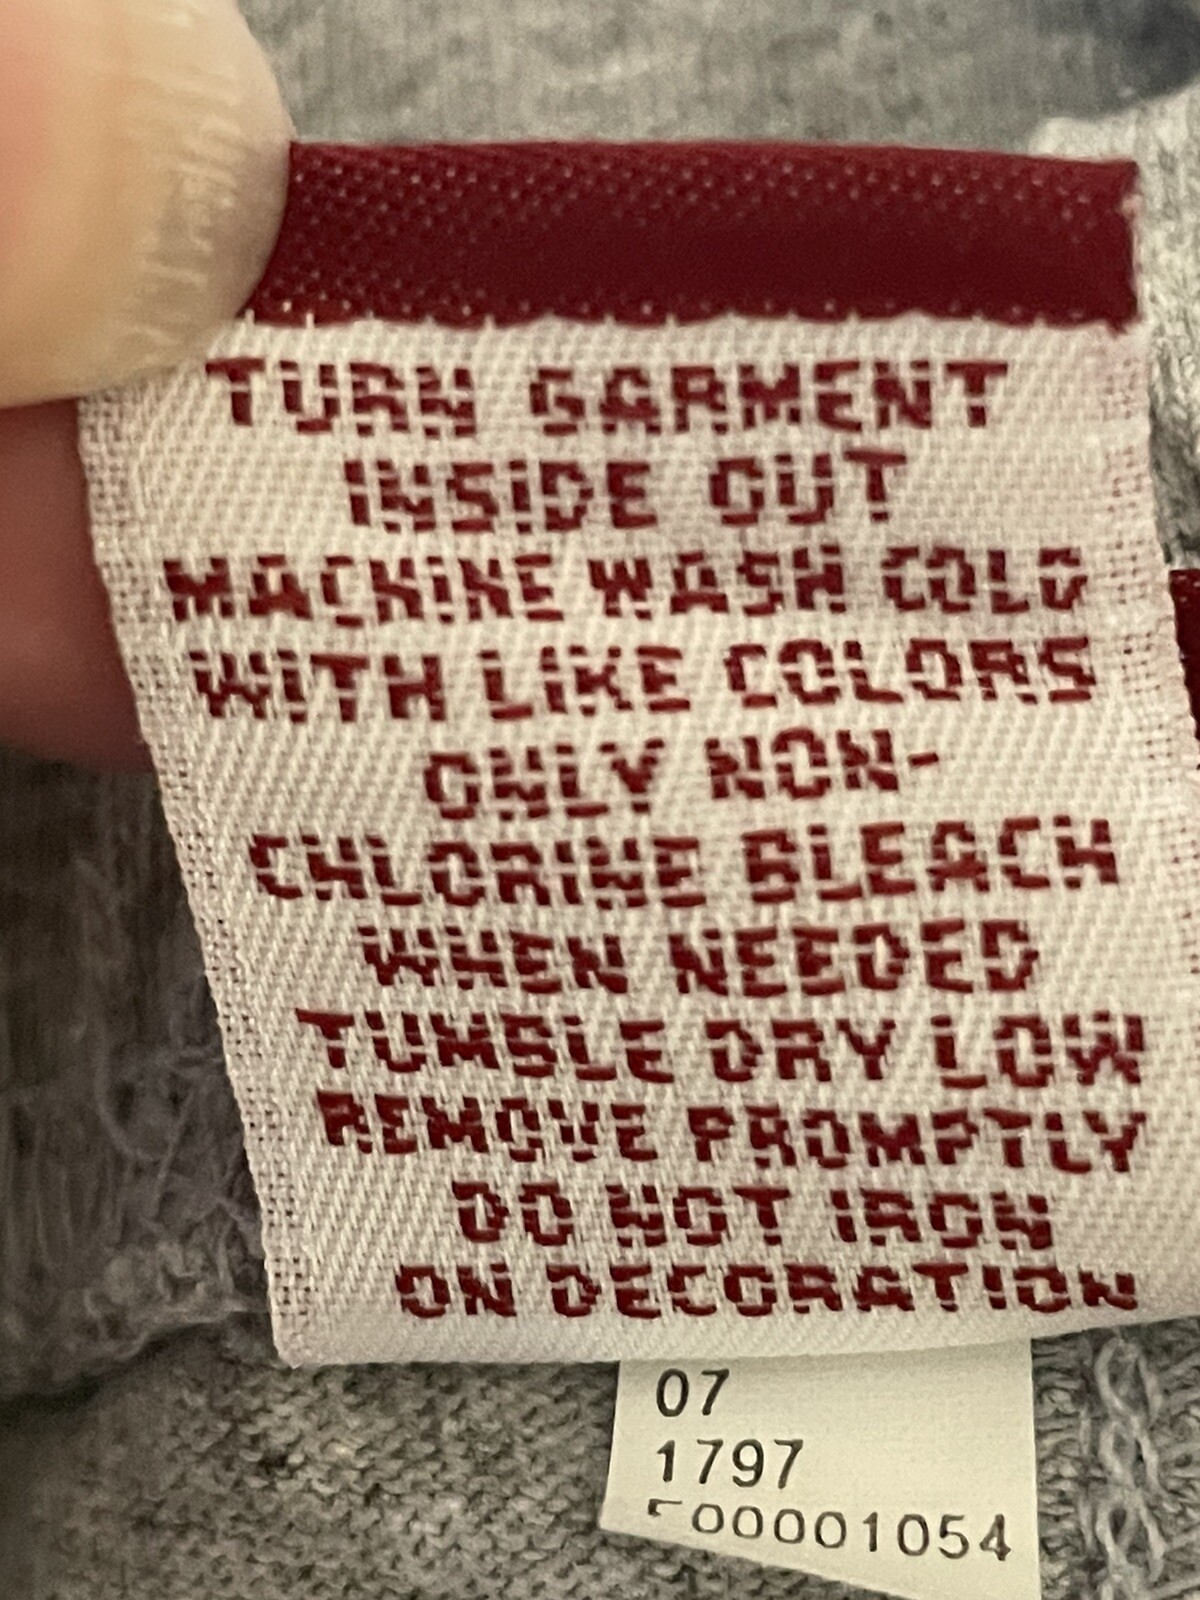 TURN GARMENT
INSIDE OUT
MACHINE WASH COLD
WITH LIKE COLORS
ONLY NON-
CHLORINE BLEACH
WHEN NEEDED
TUMBLE DRY LOW
REMOVE PROMPTLY
DO NOT IRON
ON DECORATION
07
1797